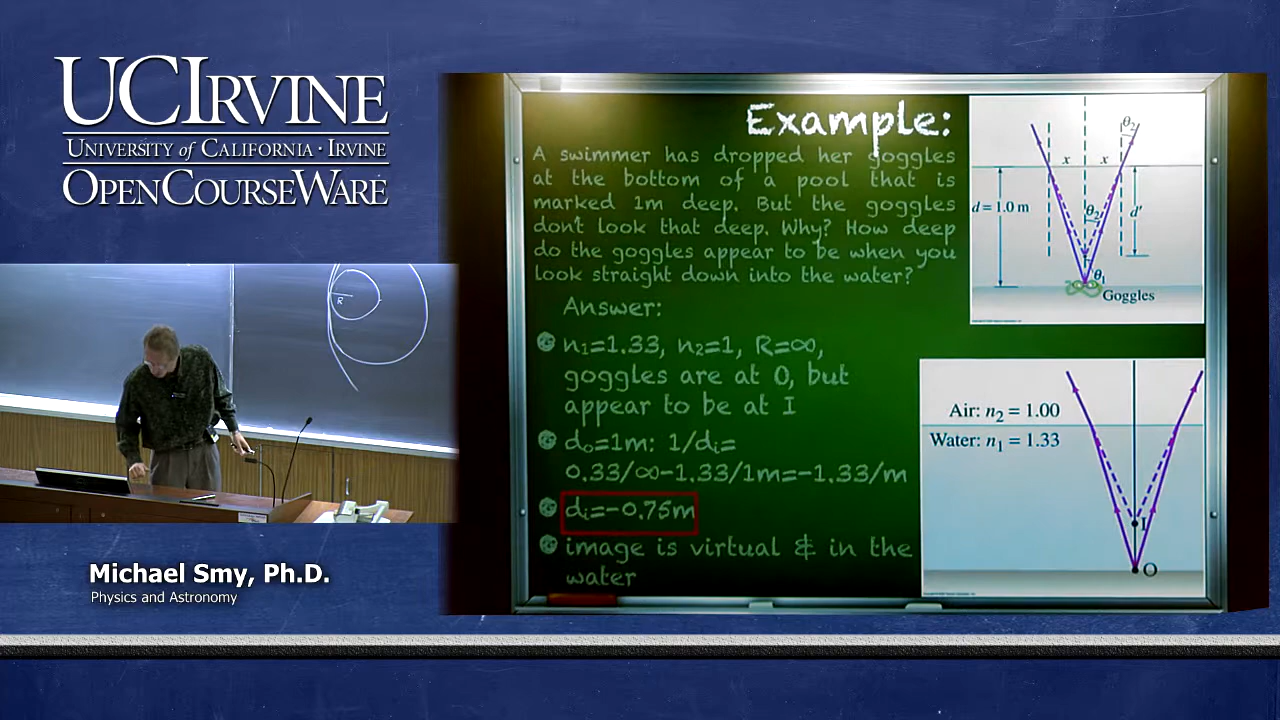 UCIRVINE
UNIVERSITY of CALIFORNIA · IRVINE
OPENCOURSEWARE
R
Michael Smy, Ph.D.
Physics and Astronomy
Example:
A swimmer has dropped her goggles
at the bottom of a pool that is
marked 1m deep. But the goggles
don't look that deep. Why? How deep
do the goggles appear to be when you
look straight down into the water?
Answer:
n₁=1.33, n₂=1, R=∞,
goggles are at O, but
appear to be at I
dₒ=1m: 1/dᵢ=
0.33/∞-1.33/1m=-1.33/m
dᵢ=-0.75m
image is virtual & in the
water
θ₂
x x
d = 1.0 m
θ₂
d'
θ₁
Goggles
Air: n₂ = 1.00
Water: n₁ = 1.33
I
O